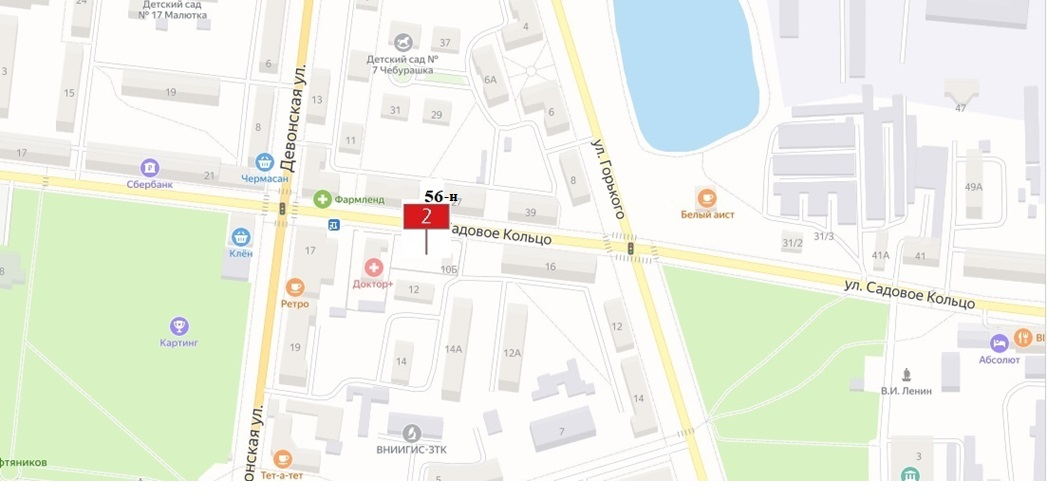 Детский сад
№ 17 Малютка
4
3
6
Девонская ул.
37
Детский сад №
7 Чебурашка
6А
15
19
13
31
29
6
47
8
11
ул. Горького
17
Сбербанк
21
Чермасан
Фармленд
56-н
2
39
8
Белый аист
49А
Садовое Кольцо
31/2
31/3
41А
41
Клён
17
Доктор+
10Б
16
12
ул. Садовое Кольцо
8
Ретро
Картинг
19
14
14А
12А
12
Абсолют
В.И. Ленин
14
7
ВНИИГИС-ЗТК
3
фтяников
Тет-а-тет
онская ул.